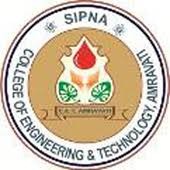 SIPNA
COLLEGE OF ENGINEERING & TECHNOLOGY, AMRAVATI